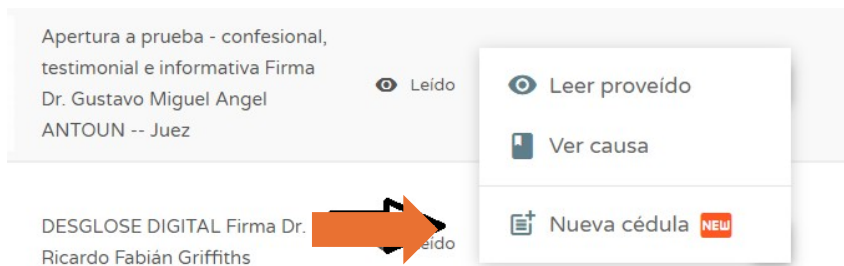 Apertura a prueba - confesional,
testimonial e informativa Firma
Dr. Gustavo Miguel Angel
ANTOUN -- Juez
Leído
Leer proveído
Ver causa
Nueva cédula NEW
DESGLOSE DIGITAL Firma Dr.
Ricardo Fabián Griffiths